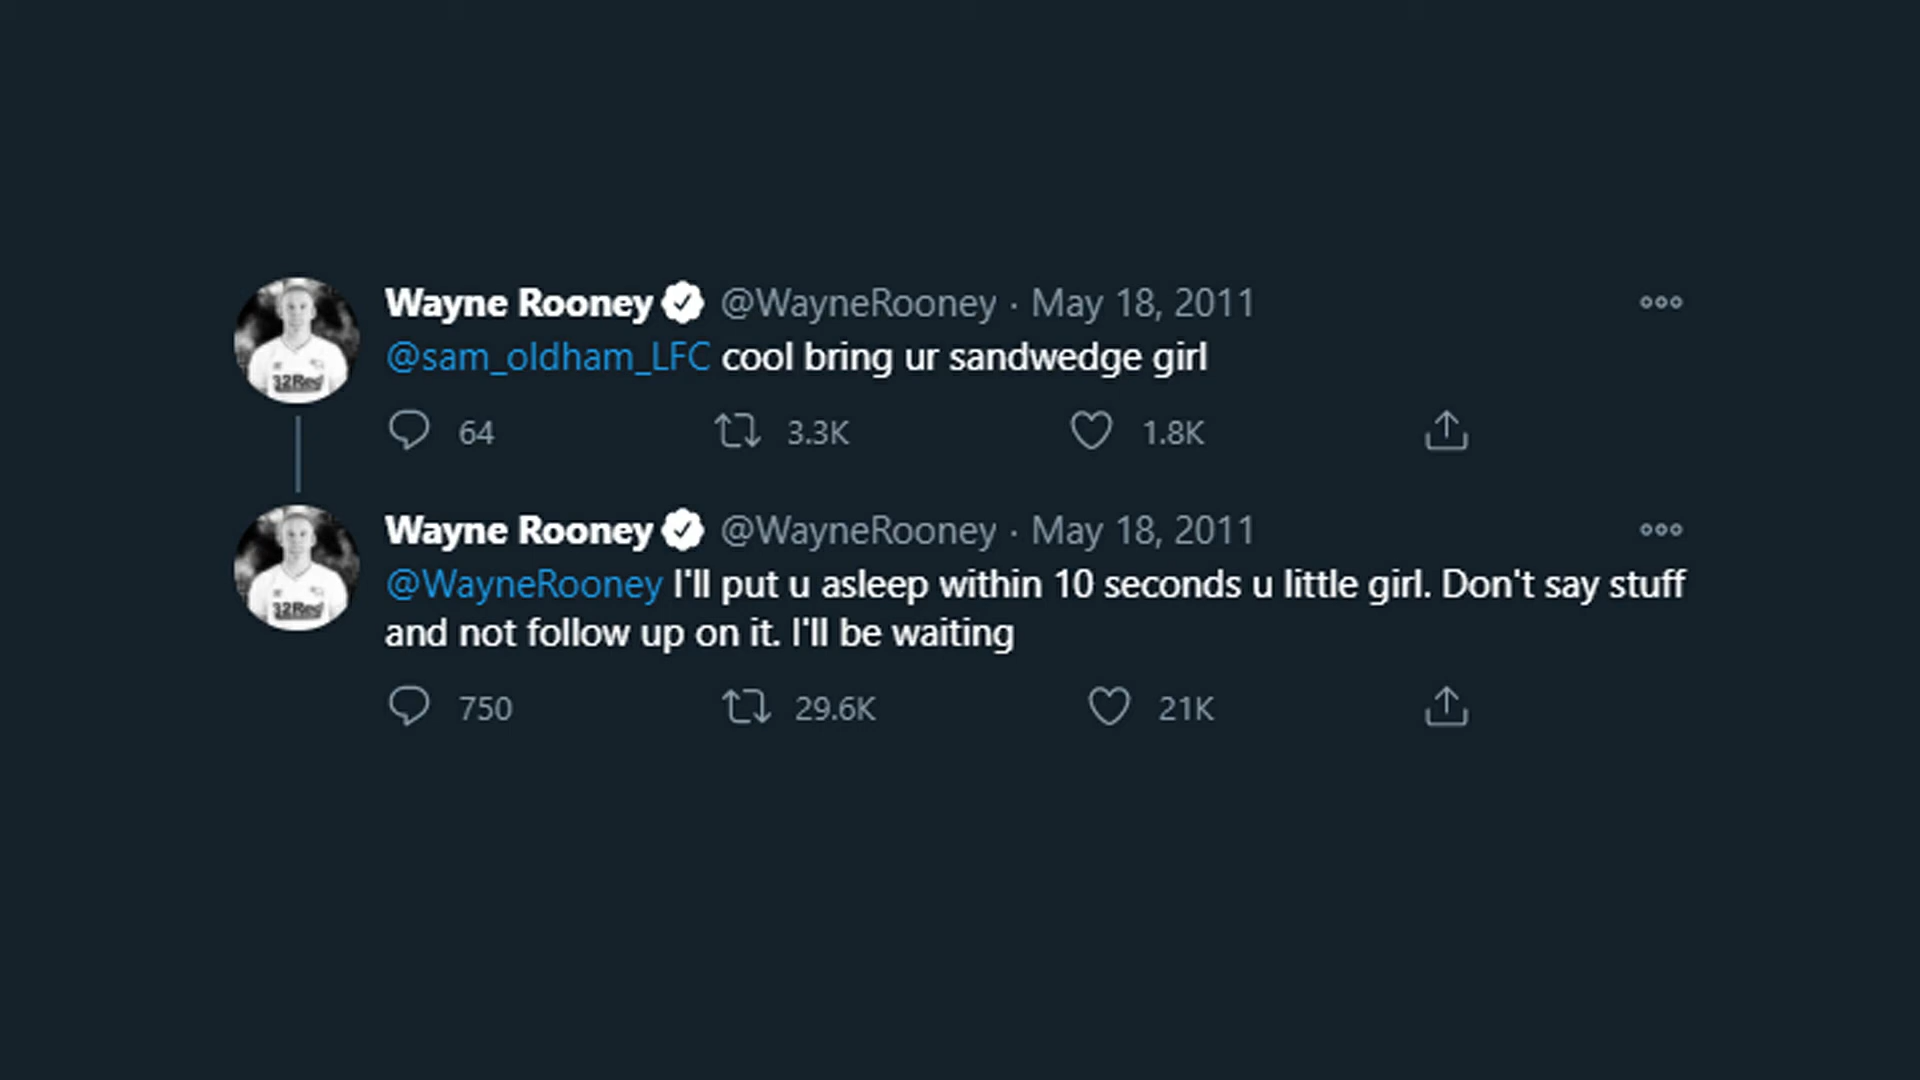 Wayne Rooney @WayneRooney · May 18, 2011
@sam_oldham_LFC cool bring ur sandwedge girl
64 3.3K 1.8K
32Red
Wayne Rooney @WayneRooney · May 18, 2011
@WayneRooney I'll put u asleep within 10 seconds u little girl. Don't say stuff
and not follow up on it. I'll be waiting
32Red
750 29.6K 21K